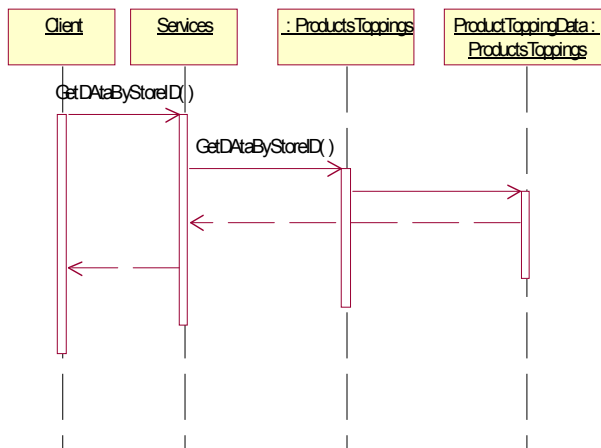 Client
Services
: ProductsToppings
ProductToppingData :
ProductsToppings
GetDAtaByStoreID( )
GetDAtaByStoreID( )